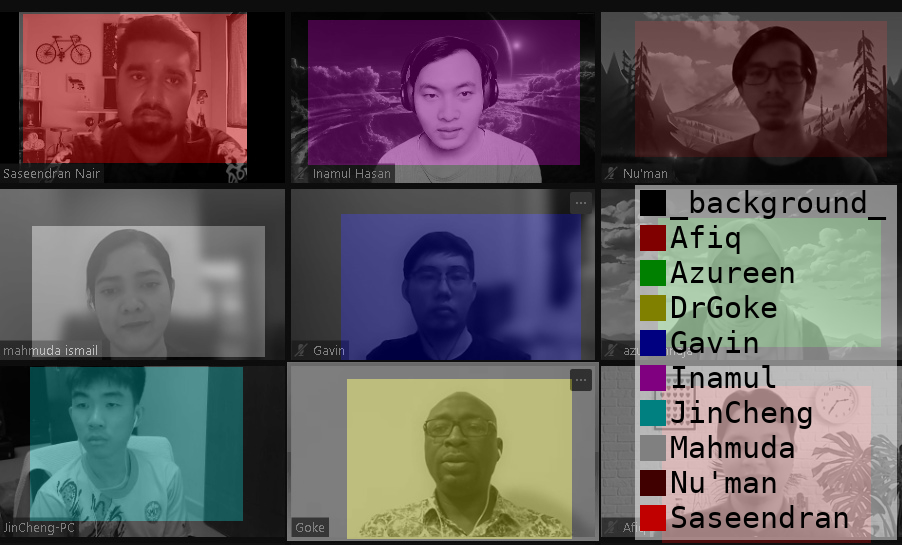 Saseendran Nair
Inamul Hasan
Nu'man
mahmuda ismail
Gavin
JinCheng-PC
Goke
_background_
Afiq
Azureen
DrGoke
Gavin
Inamul
JinCheng
Mahmuda
Nu'man
Saseendran